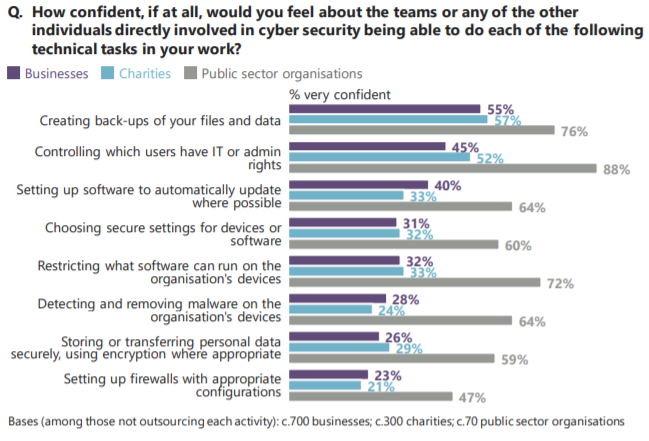 Q. How confident, if at all, would you feel about the teams or any of the other
individuals directly involved in cyber security being able to do each of the following
technical tasks in your work?
Businesses Charities Public sector organisations
% very confident
Creating back-ups of your files and data
55%
57%
76%
Controlling which users have IT or admin
rights
45%
52%
88%
Setting up software to automatically update
where possible
40%
33%
64%
Choosing secure settings for devices or
software
31%
32%
60%
Restricting what software can run on the
organisation's devices
32%
33%
72%
Detecting and removing malware on the
organisation's devices
28%
24%
64%
Storing or transferring personal data
securely, using encryption where appropriate
26%
29%
59%
Setting up firewalls with appropriate
configurations
23%
21%
47%
Bases (among those not outsourcing each activity): c.700 businesses; c.300 charities; c.70 public sector organisations